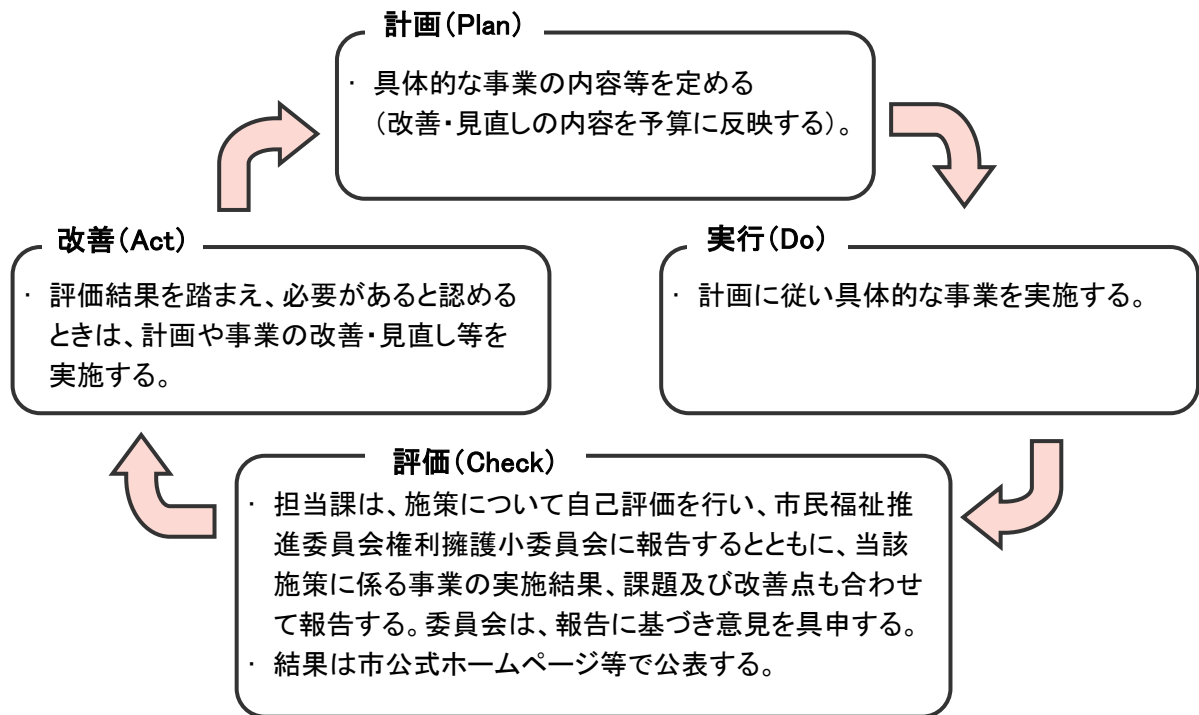 計画(Plan)
・ 具体的な事業の内容等を定める
（改善・見直しの内容を予算に反映する）。
改善(Act)
・ 評価結果を踏まえ、必要があると認める
ときは、計画や事業の改善・見直し等を
実施する。
実行(Do)
・ 計画に従い具体的な事業を実施する。
評価(Check)
・ 担当課は、施策について自己評価を行い、市民福祉推
進委員会権利擁護小委員会に報告するとともに、当該
施策に係る事業の実施結果、課題及び改善点も合わせ
て報告する。委員会は、報告に基づき意見を具申する。
・ 結果は市公式ホームページ等で公表する。